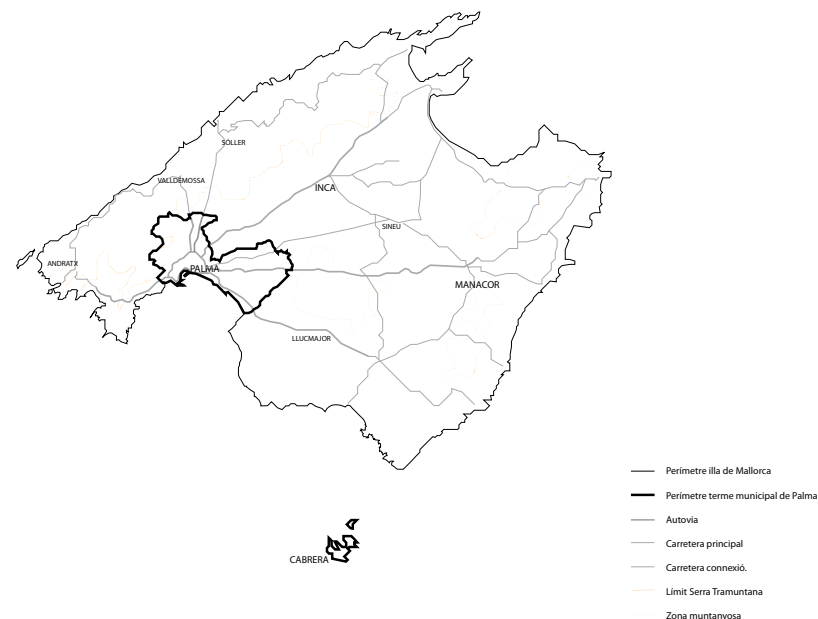 SÓLLER
VALLDEMOSSA
INCA
SINEU
ANDRATX
PALMA
MANACOR
LLUCMAJOR
Perímetre illa de Mallorca
Perímetre terme municipal de Palma
Autovia
Carretera principal
CABRERA
Carretera connexió.
Límit Serra Tramuntana
Zona muntanyosa